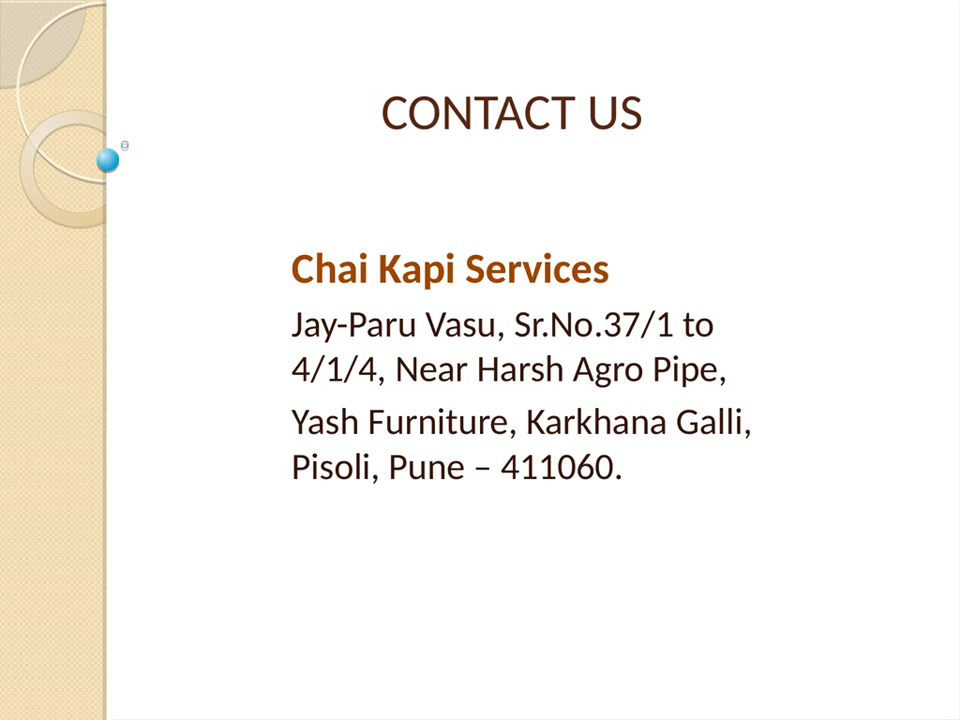 CONTACT US
Chai Kapi Services
Jay-Paru Vasu, Sr.No.37/1 to
4/1/4, Near Harsh Agro Pipe,
Yash Furniture, Karkhana Galli,
Pisoli, Pune – 411060.